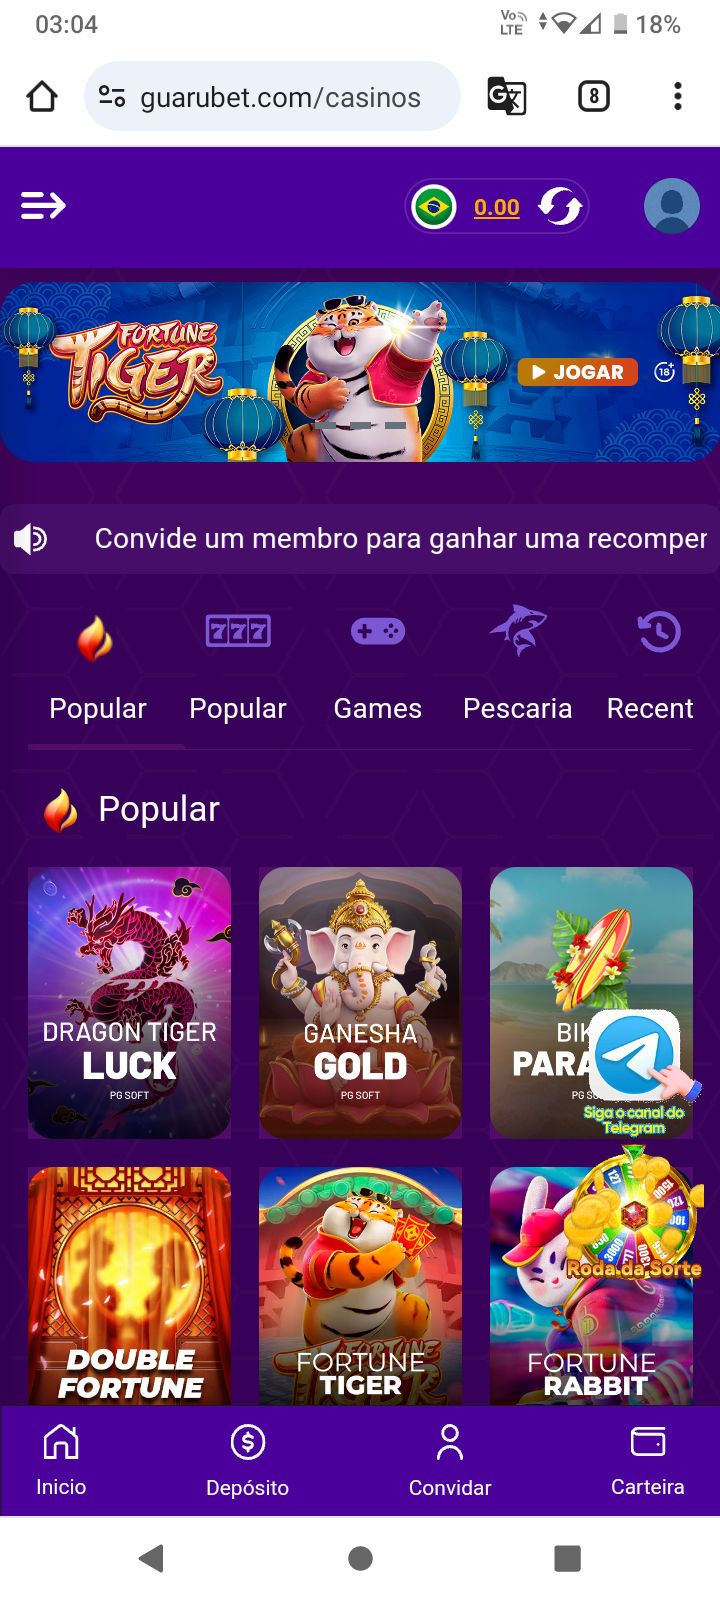 03:04
Vo
LTE
18%
guarubet.com/casinos
8
0.00
FORTUNE
TIGER
JOGAR
18+
Convide um membro para ganhar uma recomper
777
Popular
Popular
Games
Pescaria
Recent
Popular
DRAGON TIGER
LUCK
PG SOFT
GANESHA
GOLD
PG SOFT
BIK
PARA
PG SO
Siga o canal do
Telegram
DOUBLE
FORTUNE
FORTUNE
TIGER
FORTUNE
RABBIT
Roda da Sorte
Inicio
Depósito
Convidar
Carteira